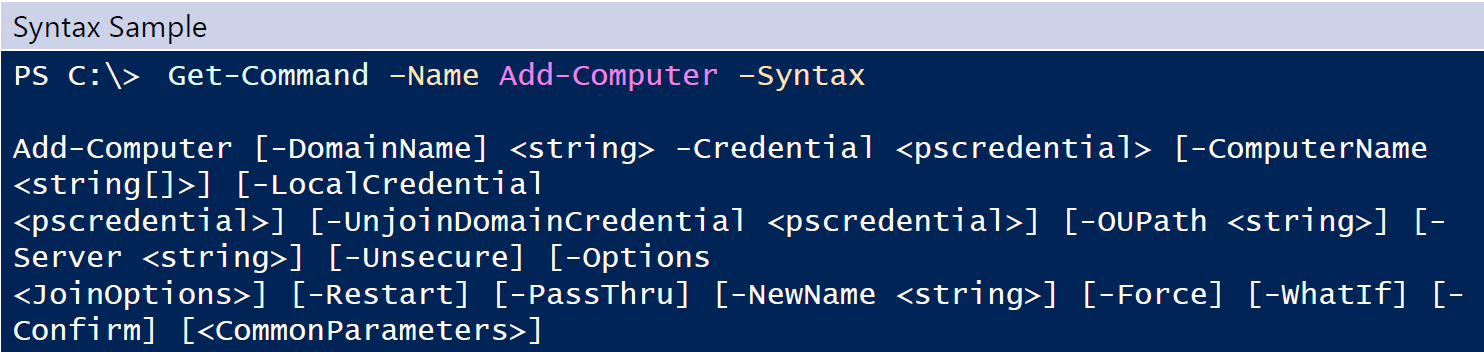 Syntax Sample
PS C:\> Get-Command –Name Add-Computer –Syntax
Add-Computer [-DomainName] <string> -Credential <pscredential> [-ComputerName
<string[]>] [-LocalCredential
<pscredential>] [-UnjoinDomainCredential <pscredential>] [-OUPath <string>] [-
Server <string>] [-Unsecure] [-Options
<JoinOptions>] [-Restart] [-PassThru] [-NewName <string>] [-Force] [-WhatIf] [-
Confirm] [<CommonParameters>]